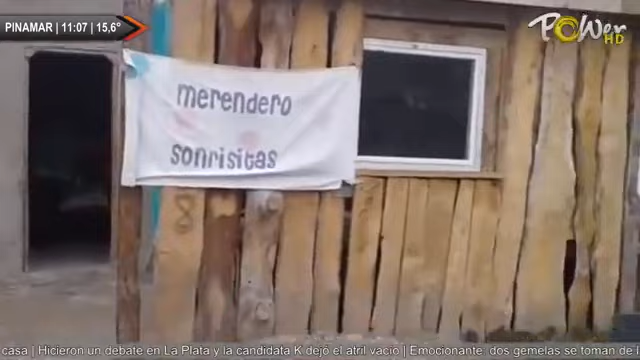 PINAMAR | 11:07 | 15,6°
POWER
HD
merendero
sonrisitas
8
casa | Hicieron un debate en La Plata y la candidata K dejó el atril vacío | Emocionante: dos gemelas se toman de